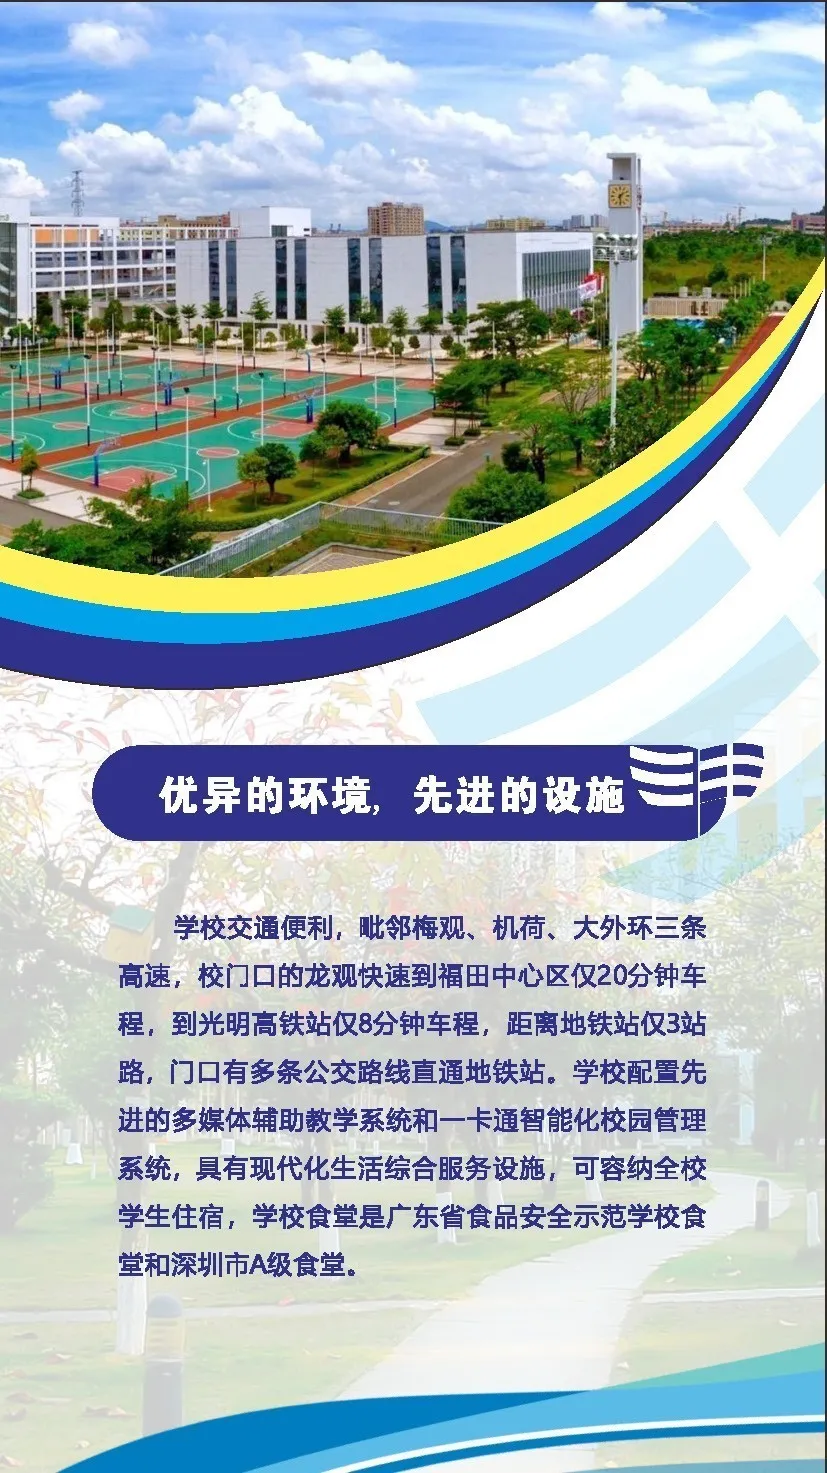 优异的环境，先进的设施
学校交通便利，毗邻梅观、机荷、大外环三条
高速，校门口的龙观快速到福田中心区仅20分钟车
程，到光明高铁站仅8分钟车程，距离地铁站仅3站
路，门口有多条公交路线直通地铁站。学校配置先
进的多媒体辅助教学系统和一卡通智能化校园管理
系统，具有现代化生活综合服务设施，可容纳全校
学生住宿，学校食堂是广东省食品安全示范学校食
堂和深圳市A级食堂。